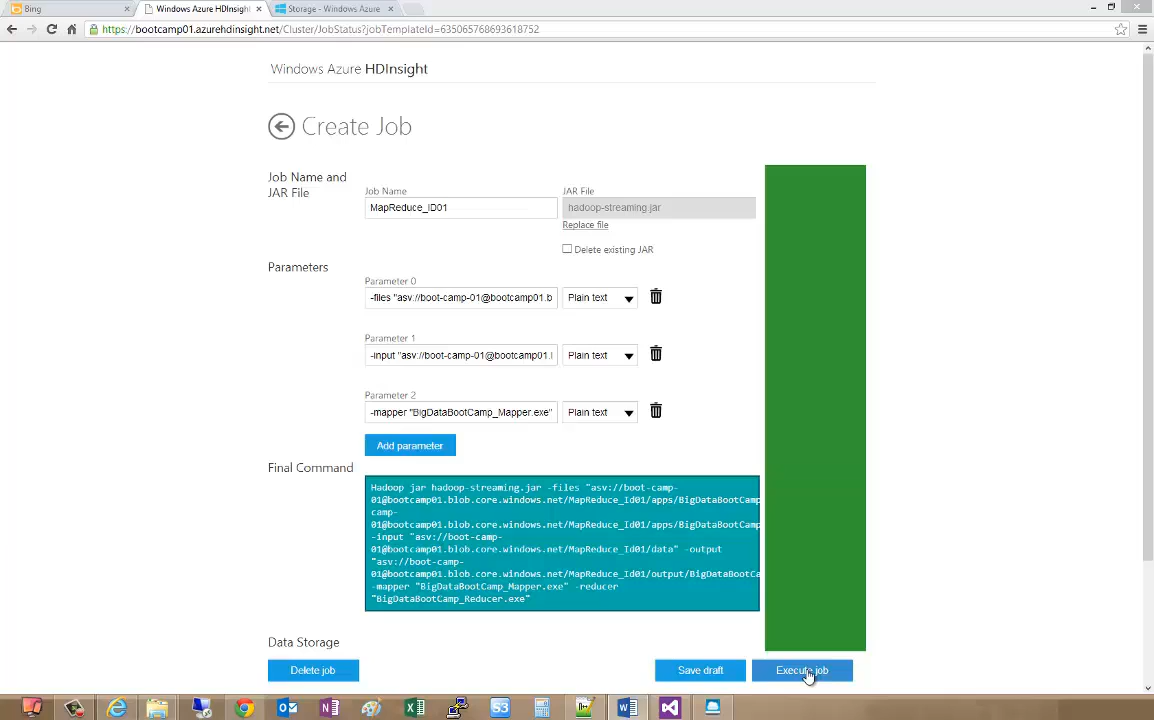 Bing
Windows Azure HDInsight
Storage - Windows Azure
https://bootcamp01.azurehdinsight.net/Cluster/JobStatus?jobTemplateId=635065768693618752
Windows Azure HDInsight
Create Job
Job Name and
JAR File
Job Name
JAR File
MapReduce_ID01
hadoop-streaming.jar
Replace file
Delete existing JAR
Parameters
Parameter 0
-files "asv://boot-camp-01@bootcamp01.b
Plain text
Parameter 1
-input "asv://boot-camp-01@bootcamp01.
Plain text
Parameter 2
-mapper "BigDataBootCamp_Mapper.exe"
Plain text
Add parameter
Final Command
Hadoop jar hadoop-streaming.jar -files "asv://boot-camp-
01@bootcamp01.blob.core.windows.net/MapReduce_Id01/apps/BigDataBootCamp
camp-
01@bootcamp01.blob.core.windows.net/MapReduce_Id01/apps/BigDataBootCamp
-input "asv://boot-camp-
01@bootcamp01.blob.core.windows.net/MapReduce_Id01/data" -output
"asv://boot-camp-
01@bootcamp01.blob.core.windows.net/MapReduce_Id01/output/BigDataBootCa
-mapper "BigDataBootCamp_Mapper.exe" -reducer
"BigDataBootCamp_Reducer.exe"
Data Storage
Delete job
Save draft
Execute job